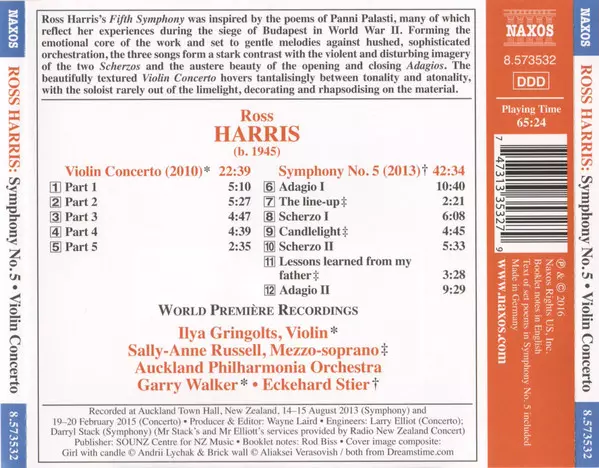 NAXOS
ROSS HARRIS: Symphony No. 5 • Violin Concerto
8.573532
Ross Harris's Fifth Symphony was inspired by the poems of Panni Palasti, many of which
reflect her experiences during the siege of Budapest in World War II. Forming the
emotional core of the work and set to gentle melodies against hushed, sophisticated
orchestration, the three songs form a stark contrast with the violent and disturbing imagery
of the two Scherzos and the austere beauty of the opening and closing Adagios. The
beautifully textured Violin Concerto hovers tantalisingly between tonality and atonality,
with the soloist rarely out of the limelight, decorating and rhapsodising on the material.
Ross
HARRIS
(b. 1945)
Violin Concerto (2010)* 22:39
1 Part 1 5:10
2 Part 2 5:27
3 Part 3 4:47
4 Part 4 4:39
5 Part 5 2:35
Symphony No. 5 (2013)† 42:34
6 Adagio I 10:40
7 The line-up‡ 2:21
8 Scherzo I 6:08
9 Candlelight‡ 4:45
10 Scherzo II 5:33
11 Lessons learned from my
father‡ 3:28
12 Adagio II 9:29
WORLD PREMIÈRE RECORDINGS
Ilya Gringolts, Violin*
Sally-Anne Russell, Mezzo-soprano‡
Auckland Philharmonia Orchestra
Garry Walker* • Eckehard Stier†
Recorded at Auckland Town Hall, New Zealand, 14–15 August 2013 (Symphony) and
19–20 February 2015 (Concerto) • Producer & Editor: Wayne Laird • Engineers: Larry Elliot (Concerto);
Darryl Stack (Symphony) (Mr Stack's and Mr Elliott's services provided by Radio New Zealand Concert)
Publisher: SOUNZ Centre for NZ Music • Booklet notes: Rod Biss • Cover image composite:
Girl with candle © Andrii Lychak & Brick wall © Aliaksei Verasovish / both from Dreamstime.com
NAXOS
8.573532
DDD
Playing Time
65:24
7 47313 35327 9
℗ & © 2016
Naxos Rights US, Inc.
Booklet notes in English
Text of set poems in Symphony No. 5 included
Made in Germany
www.naxos.com
NAXOS
ROSS HARRIS: Symphony No. 5 • Violin Concerto
8.573532